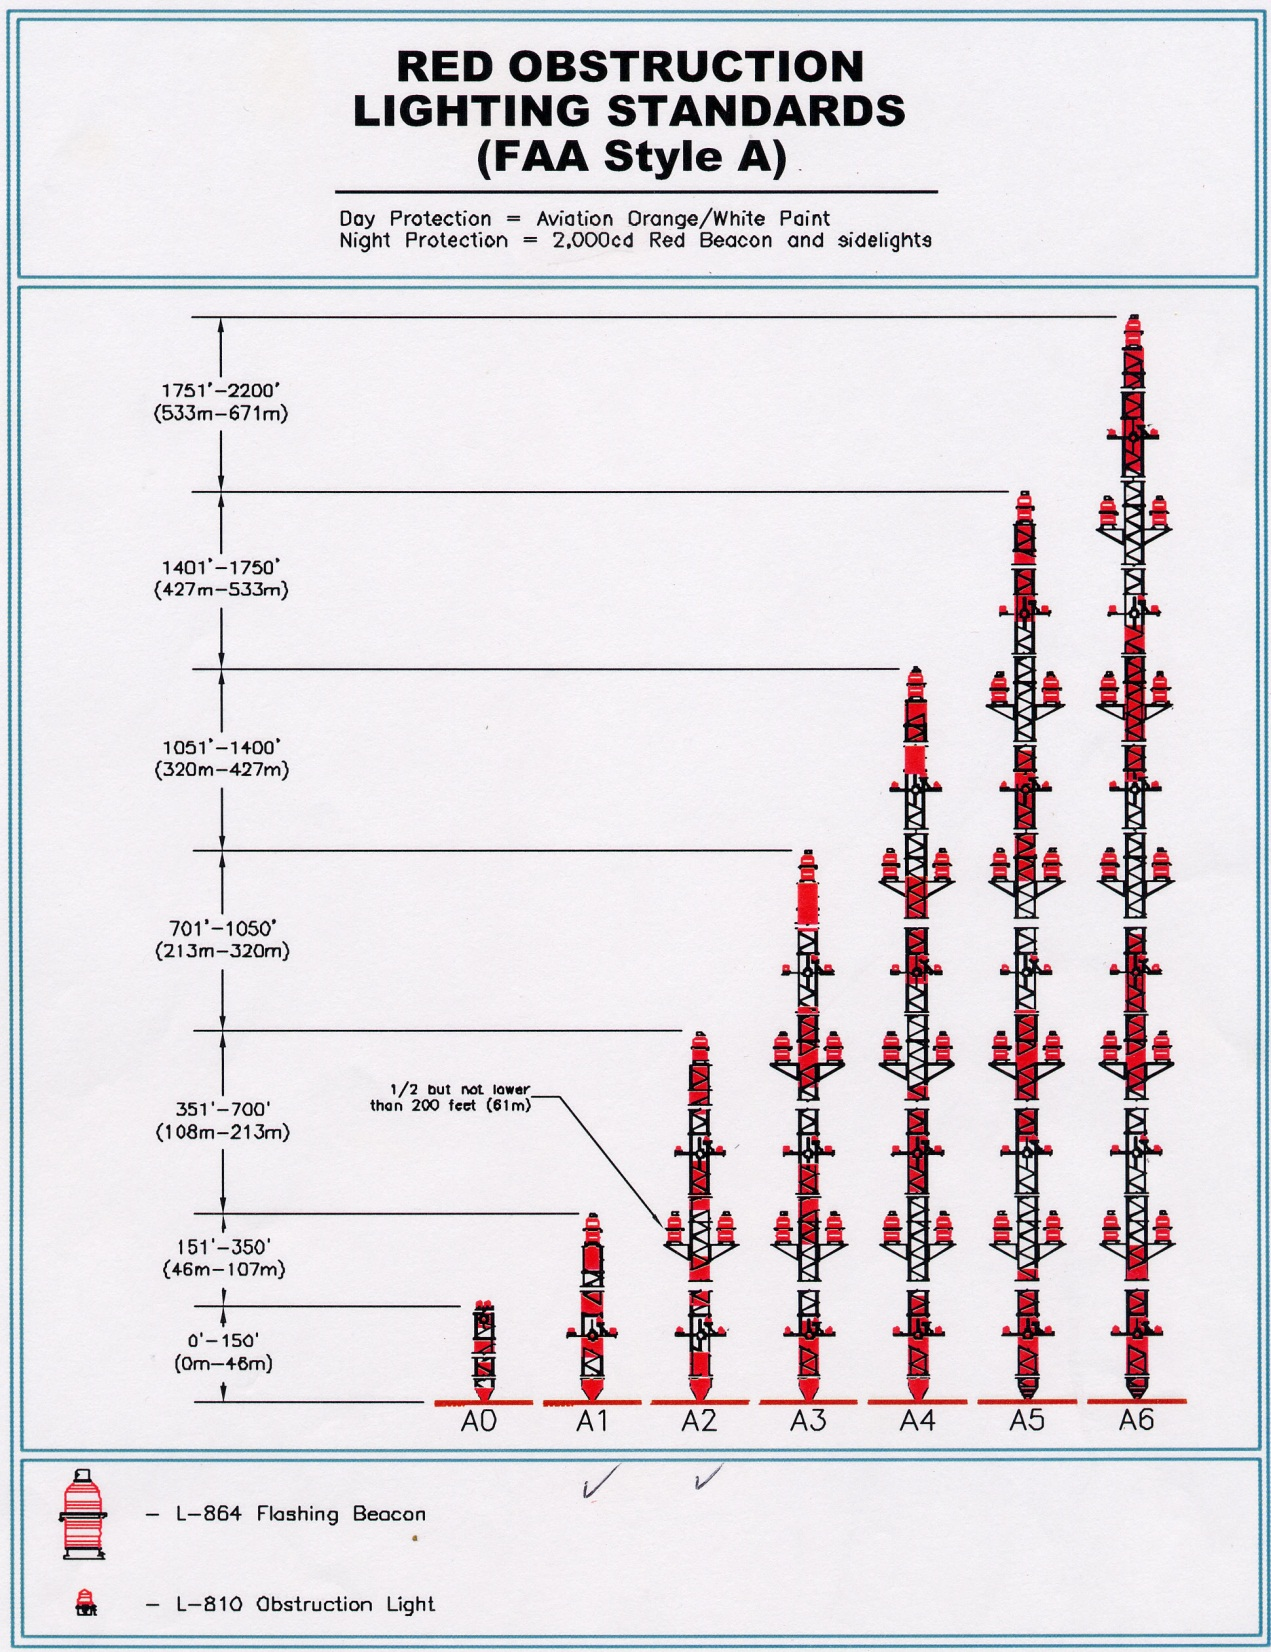 RED OBSTRUCTION
LIGHTING STANDARDS
(FAA Style A)
Day Protection = Aviation Orange/White Paint
Night Protection = 2,000cd Red Beacon and sidelights
1751'-2200'
(533m-671m)
1401'-1750'
(427m-533m)
1051'-1400'
(320m-427m)
701'-1050'
(213m-320m)
1/2 but not lower
than 200 feet (61m)
351'-700'
(108m-213m)
151'-350'
(46m-107m)
0'-150'
(0m-46m)
A0 A1 A2 A3 A4 A5 A6
- L-864 Flashing Beacon
- L-810 Obstruction Light